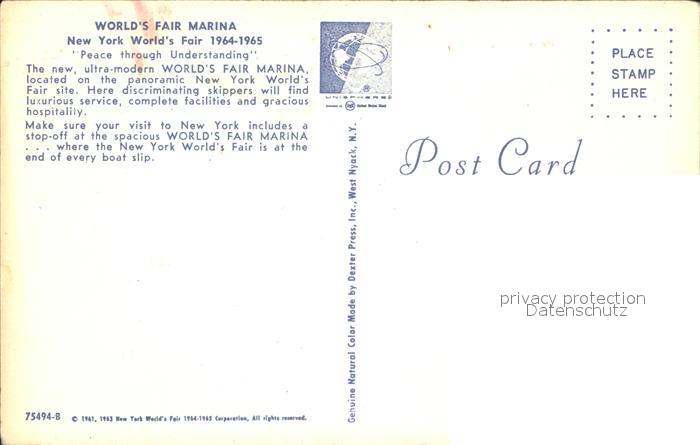 WORLD'S FAIR MARINA
New York World's Fair 1964-1965
"Peace through Understanding"
The new, ultra-modern WORLD'S FAIR MARINA,
located on the panoramic New York World's
Fair site. Here discriminating skippers will find
luxurious service, complete facilities and gracious
hospitality.
Make sure your visit to New York includes a
stop-off at the spacious WORLD'S FAIR MARINA
. . . where the New York World's Fair is at the
end of every boat slip.
75494-B © 1961, 1963 New York World's Fair 1964-1965 Corporation, All rights reserved.
®
United States Steel
Genuine Natural Color Made by Dexter Press, Inc., West Nyack, N.Y.
PLACE
STAMP
HERE
Post Card
privacy protection
Datenschutz